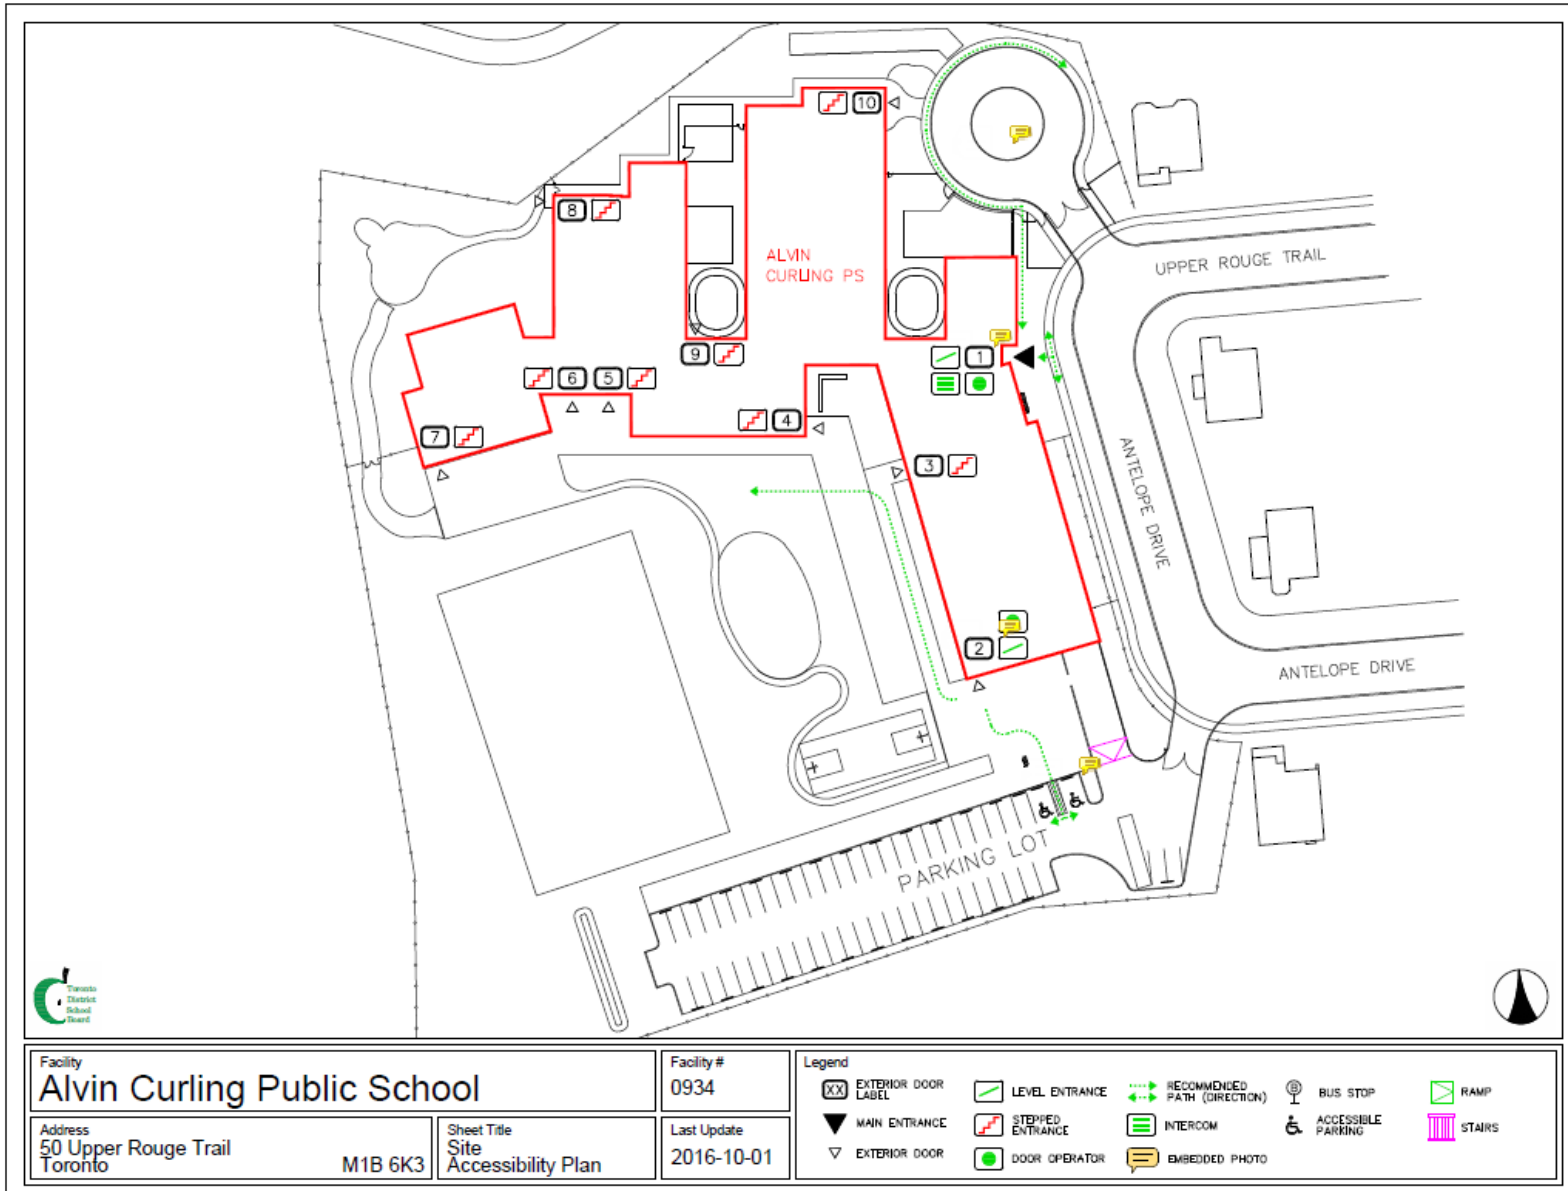 10
8
ALVIN
CURLING PS
UPPER ROUGE TRAIL
9
1
6
5
4
7
3
ANTELOPE DRIVE
2
ANTELOPE DRIVE
PARKING LOT
Toronto
District
School
Board
Facility
Alvin Curling Public School
Facility #
0934
Address
50 Upper Rouge Trail
Toronto M1B 6K3
Sheet Title
Site
Accessibility Plan
Last Update
2016-10-01
Legend
XX EXTERIOR DOOR
LABEL
MAIN ENTRANCE
EXTERIOR DOOR
LEVEL ENTRANCE
STEPPED
ENTRANCE
DOOR OPERATOR
RECOMMENDED
PATH (DIRECTION)
INTERCOM
EMBEDDED PHOTO
B BUS STOP
ACCESSIBLE
PARKING
RAMP
STAIRS